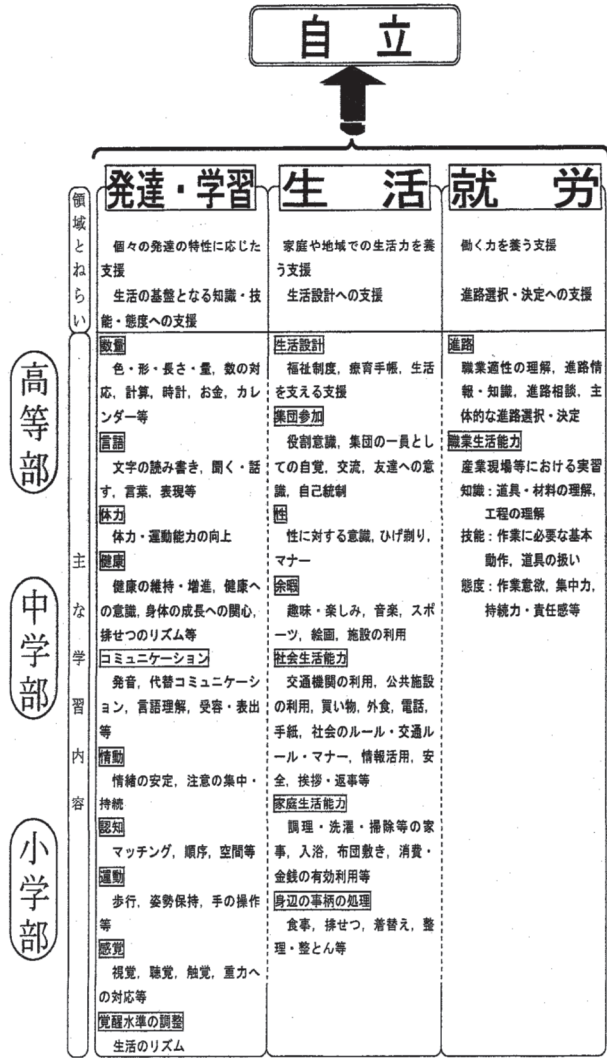 自 立
発達・学習
生 活
就 労
領域とねらい
個々の発達の特性に応じた
支援
生活の基盤となる知識・技
能・態度への支援
家庭や地域での生活力を養
う支援
生活設計への支援
働く力を養う支援
進路選択・決定への支援
高等部
中学部
小学部
主な学習内容
数量
色・形・長さ・量,数の対
応,計算,時計,お金,カレ
ンダー等
言語
文字の読み書き,聞く・話
す,言葉,表現等
体力
体力・運動能力の向上
健康
健康の維持・増進,健康へ
の意識,身体の成長への関心,
排せつのリズム等
コミュニケーション
発音,代替コミュニケーシ
ョン,言語理解,受容・表出
等
情動
情緒の安定,注意の集中・
持続
認知
マッチング,順序,空間等
運動
歩行,姿勢保持,手の操作
等
感覚
視覚,聴覚,触覚,重力へ
の対応等
覚醒水準の調整
生活のリズム
生活設計
福祉制度,療育手帳,生活
を支える支援
集団参加
役割意識,集団の一員とし
ての自覚,交流,友達への意
識,自己統制
性
性に対する意識,ひげ剃り,
マナー
余暇
趣味・楽しみ,音楽,スポ
ーツ,絵画,施設の利用
社会生活能力
交通機関の利用,公共施設
の利用,買い物,外食,電話,
手紙,社会のルール・交通ル
ール・マナー,情報活用,安
全,挨拶・返事等
家庭生活能力
調理・洗濯・掃除等の家
事,入浴,布団敷き,消費・
金銭の有効利用等
身辺の事柄の処理
食事,排せつ,着替え,整
理・整とん等
進路
職業適性の理解,進路情
報・知識,進路相談,主
体的な進路選択・決定
職業生活能力
産業現場等における実習
知識:道具・材料の理解,
工程の理解
技能:作業に必要な基本
動作,道具の扱い
態度:作業意欲,集中力,
持続力・責任感等